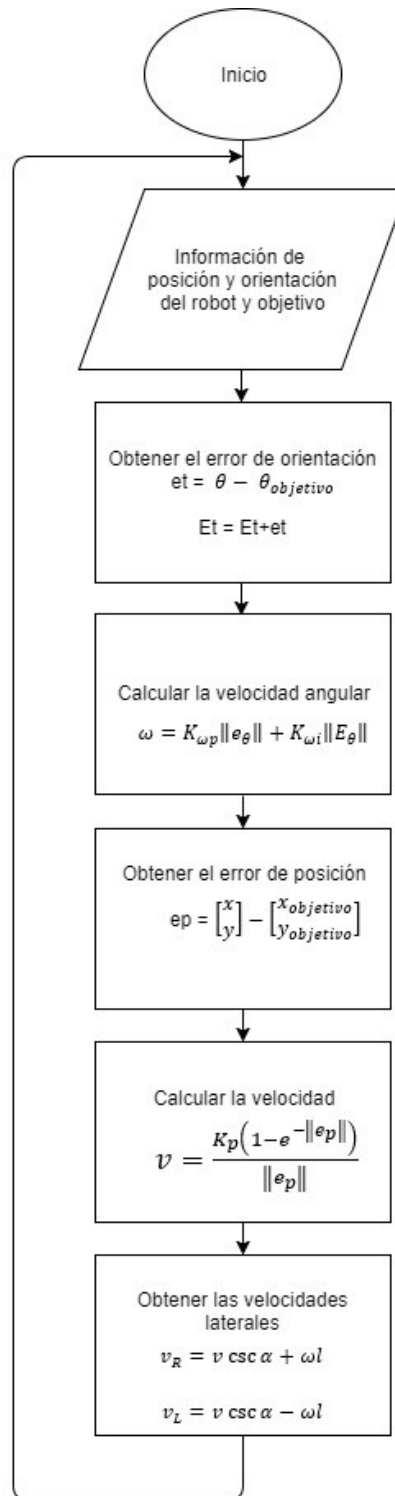 Inicio
Información de
posición y orientación
del robot y objetivo
Obtener el error de orientación
et = θ − θ_objetivo
Et = Et+et
Calcular la velocidad angular
ω = K_ωp‖e_θ‖ + K_ωi‖E_θ‖
Obtener el error de posición
ep = [x y] − [x_objetivo y_objetivo]
Calcular la velocidad
v = K_p(1−e^−‖e_p‖) / ‖e_p‖
Obtener las velocidades
laterales
v_R = v csc α + ωl
v_L = v csc α − ωl